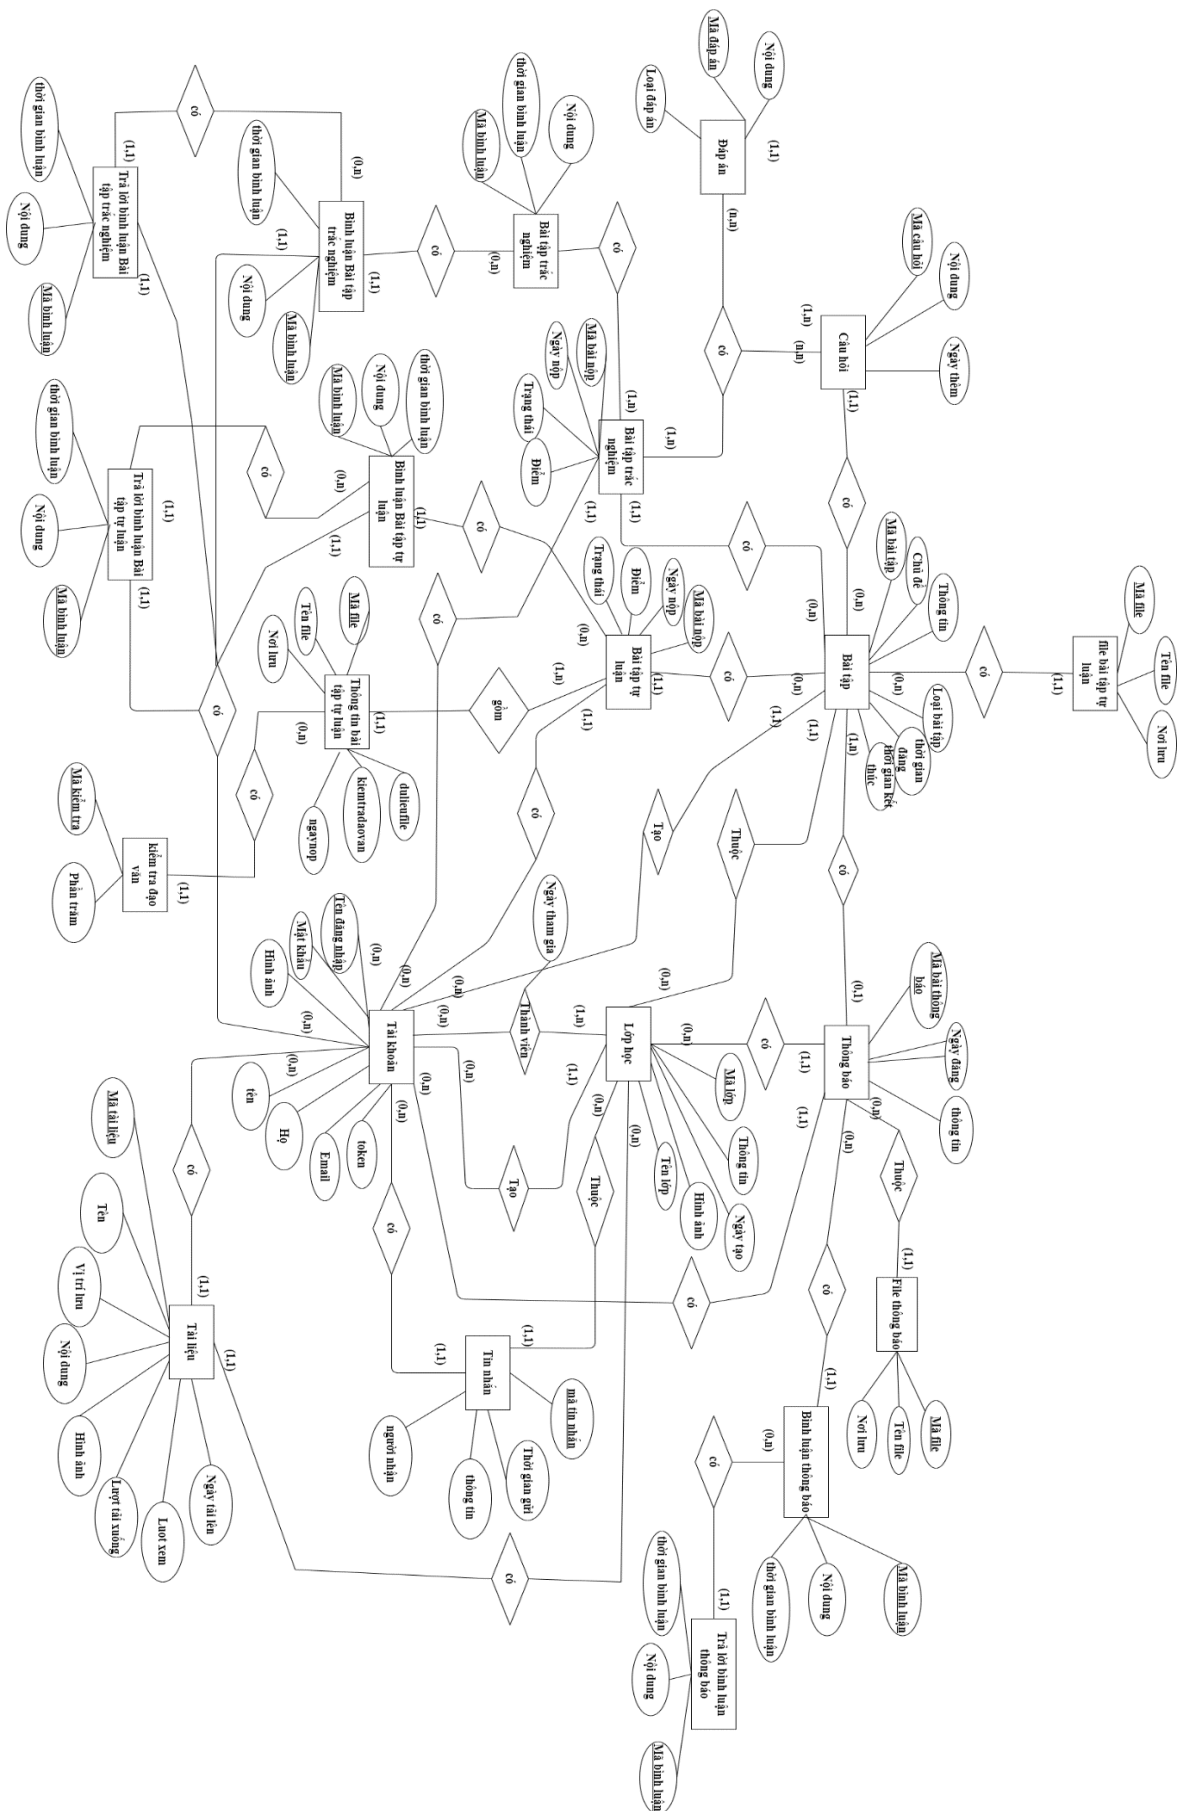 Mã file
Tên file
Nơi lưu
file bài tập tự
luận
(1,1)
có
Mã câu hỏi
Nội dung
Ngày thêm
Câu hỏi
(1,n)
(n,n)
(1,1)
có
(0,n)
Mã bài tập
Chủ đề
Thông tin
Loại bài tập
thời gian
đăng
thời gian kết
thúc
Bài tập
(0,n)
(0,n)
(0,n)
(1,1)
(1,1)
(1,n)
có
(0,1)
Mã bài thông
báo
Ngày đăng
thông tin
Thông báo
(0,n)
(0,n)
(1,1)
(1,1)
Thuộc
(1,1)
File thông báo
Mã file
Tên file
Nơi lưu
có
(1,1)
Bình luận thông báo
Mã bình luận
Nội dung
thời gian bình luận
(0,n)
có
(1,1)
Trả lời bình luận
thông báo
thời gian bình luận
Nội dung
Mã bình luận
Nội dung
Mã đáp án
Loại đáp án
(1,1)
Đáp án
(n,n)
có
(1,n)
Nội dung
thời gian bình luận
Mã bình luận
Bài tập trắc
nghiệm
(0,n)
có
(1,n)
Mã bài nộp
Ngày nộp
Trạng thái
Điểm
Bài tập trắc
nghiệm
(1,1)
(1,1)
có
Mã bài nộp
Ngày nộp
Điểm
Trạng thái
Bài tập tự
luận
(1,1)
(0,n)
(1,n)
(1,1)
có
Tạo
Thuộc
(0,n)
có
(0,n)
Lớp học
Mã lớp
Thông tin
Ngày tạo
Hình ảnh
Tên lớp
(1,n)
(1,1)
(0,n)
(0,n)
Ngày tham gia
Thành viên
có
Tạo
Thuộc
(1,1)
Tin nhắn
mã tin nhắn
Thời gian gửi
thông tin
người nhận
(1,1)
có
có
có
(1,1)
Bình luận Bài tập
trắc nghiệm
thời gian bình luận
Nội dung
Mã bình luận
(1,1)
(0,n)
có
thời gian bình luận
Nội dung
Mã bình luận
Bình luận Bài tập tự
luận
(1,1)
(0,n)
(1,1)
có
có
gồm
(1,1)
Mã file
Tên file
Nơi lưu
Thông tin bài
tập tự luận
dulieufile
kiemtradaovan
ngaynop
(0,n)
có
có
Tên đăng nhập
Mật khẩu
Hình ảnh
Tài khoản
(0,n)
(0,n)
(0,n)
(0,n)
(0,n)
(0,n)
(0,n)
(0,n)
(0,n)
tên
Họ
Email
token
có
Trả lời bình luận Bài
tập trắc nghiệm
(1,1)
(1,1)
thời gian bình luận
Nội dung
Mã bình luận
có
Trả lời bình luận Bài
tập tự luận
(1,1)
(1,1)
thời gian bình luận
Nội dung
Mã bình luận
có
kiểm tra đạo
văn
(1,1)
Mã kiểm tra
Phần trăm
có
(1,1)
Tài liệu
(1,1)
Mã tài liệu
Tên
Vị trí lưu
Nội dung
Hình ảnh
Lượt tải xuống
Luot xem
Ngày tải lên
có